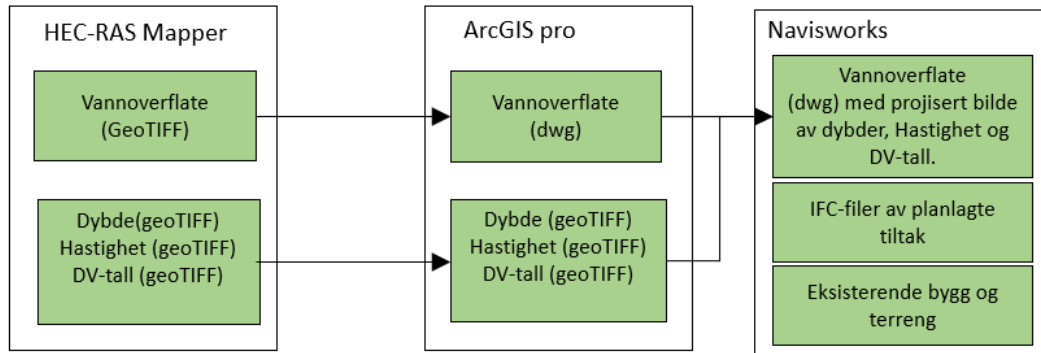 HEC-RAS Mapper
Vannoverflate
(GeoTIFF)
Dybde(geoTIFF)
Hastighet (geoTIFF)
DV-tall (geoTIFF)
ArcGIS pro
Vannoverflate
(dwg)
Dybde (geoTIFF)
Hastighet (geoTIFF)
DV-tall (geoTIFF)
Navisworks
Vannoverflate
(dwg) med projisert bilde
av dybder, Hastighet og
DV-tall.
IFC-filer av planlagte
tiltak
Eksisterende bygg og
terreng